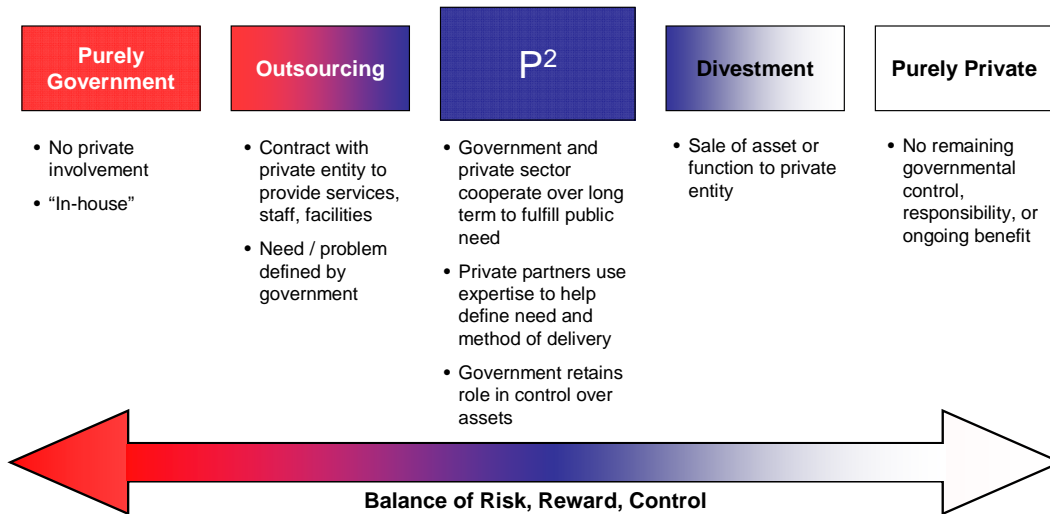 Purely
Government
Outsourcing
P²
Divestment
Purely Private
• No private
involvement
• “In-house”
• Contract with
private entity to
provide services,
staff, facilities
• Need / problem
defined by
government
• Government and
private sector
cooperate over long
term to fulfill public
need
• Private partners use
expertise to help
define need and
method of delivery
• Government retains
role in control over
assets
• Sale of asset or
function to private
entity
• No remaining
governmental
control,
responsibility, or
ongoing benefit
Balance of Risk, Reward, Control